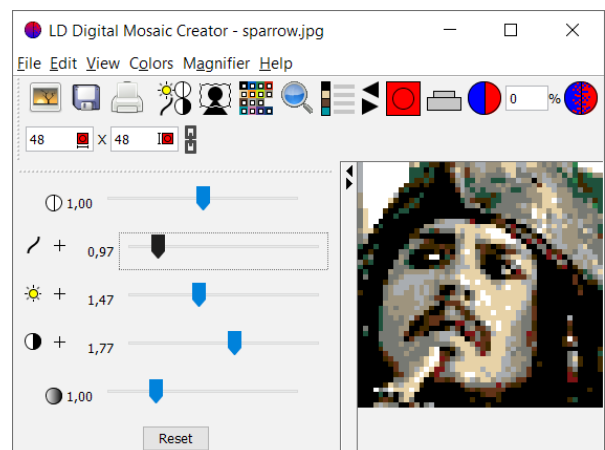 LD Digital Mosaic Creator - sparrow.jpg
File Edit View Colors Magnifier Help
0 %
48 X 48
1,00
+ 0,97
+ 1,47
+ 1,77
1,00
Reset